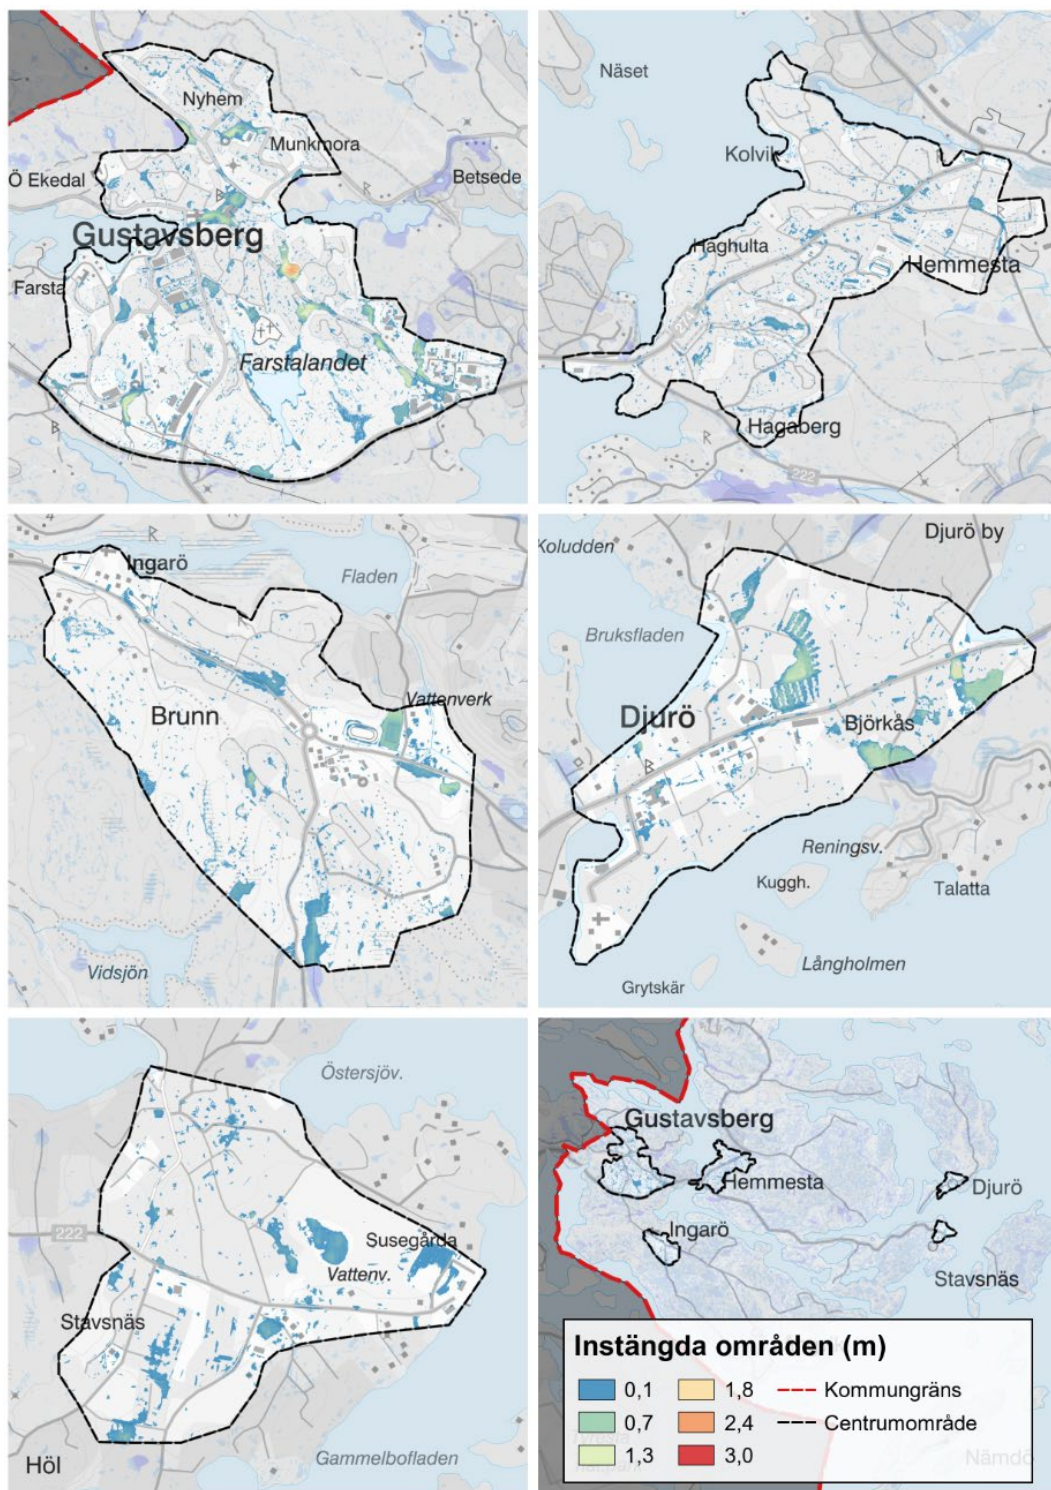 Nyhem
Munkmora
Ö Ekedal
Betsede
B
R
Gustavsberg
Farsta
Farstalandet
B
Näset
Kolvik
R
Haghulta
Hemmesta
274
Hagaberg
R
222
4
R
Ingarö
Fladen
R
Vattenverk
Brunn
Vidsjön
Koludden
Djurö by
Bruksfladen
Djurö
Björkås
B
Reningsv.
Kuggh.
Talatta
Långholmen
Grytskär
Östersjöv.
222
Susegårda
Vattenv.
Stavsnäs
Höl
Gammelbofladen
Gustavsberg
Hemmesta
Djurö
Ingarö
Stavsnäs
Instängda områden (m)
0,1 1,8 Kommungräns
0,7 2,4 Centrumområde
1,3 3,0
Nämdö